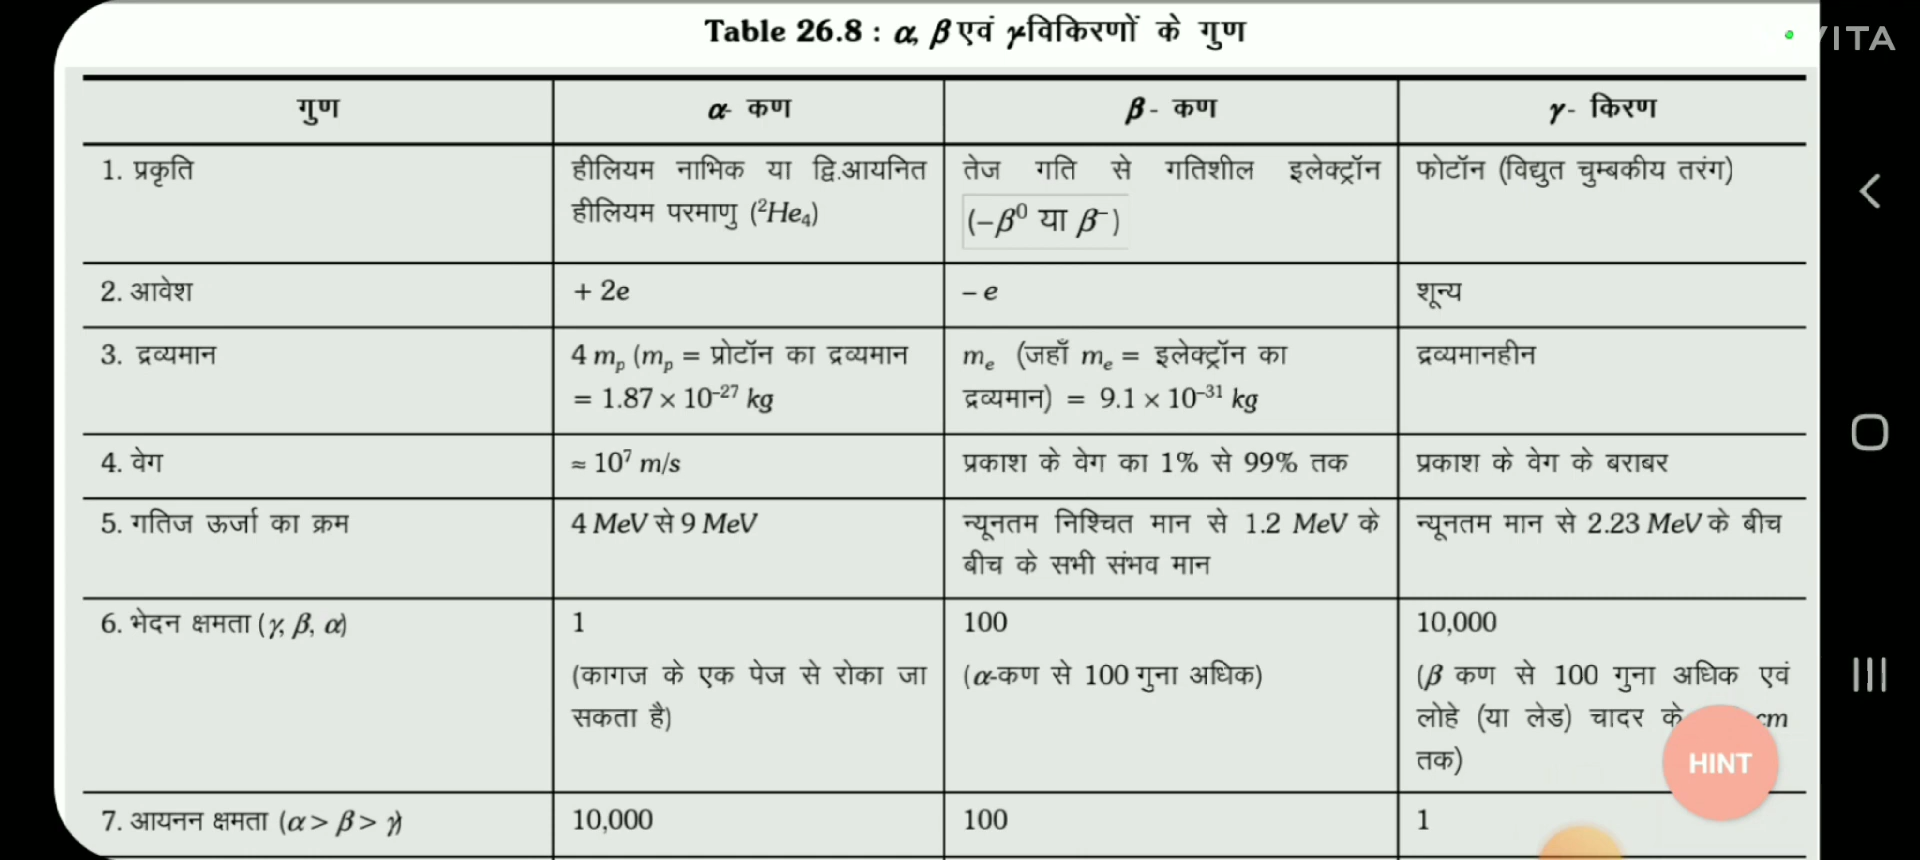 Table 26.8 : α, β एवं γ-विकिरणों के गुण
VITA
गुण
α- कण
β- कण
γ- किरण
1. प्रकृति
हीलियम नाभिक या द्वि.आयनित
हीलियम परमाणु (²He₄)
तेज गति से गतिशील इलेक्ट्रॉन
(–β⁰ या β⁻)
फोटॉन (विद्युत चुम्बकीय तरंग)
2. आवेश
+ 2e
– e
शून्य
3. द्रव्यमान
4 mₚ (mₚ = प्रोटॉन का द्रव्यमान
= 1.87 × 10⁻²⁷ kg
mₑ (जहाँ mₑ = इलेक्ट्रॉन का
द्रव्यमान) = 9.1 × 10⁻³¹ kg
द्रव्यमानहीन
4. वेग
≈ 10⁷ m/s
प्रकाश के वेग का 1% से 99% तक
प्रकाश के वेग के बराबर
5. गतिज ऊर्जा का क्रम
4 MeV से 9 MeV
न्यूनतम निश्चित मान से 1.2 MeV के
बीच के सभी संभव मान
न्यूनतम मान से 2.23 MeV के बीच
6. भेदन क्षमता (γ, β, α)
1
(कागज के एक पेज से रोका जा
सकता है)
100
(α-कण से 100 गुना अधिक)
10,000
(β कण से 100 गुना अधिक एवं
लोहे (या लेड) चादर के cm
तक)
HINT
7. आयनन क्षमता (α > β > γ)
10,000
100
1